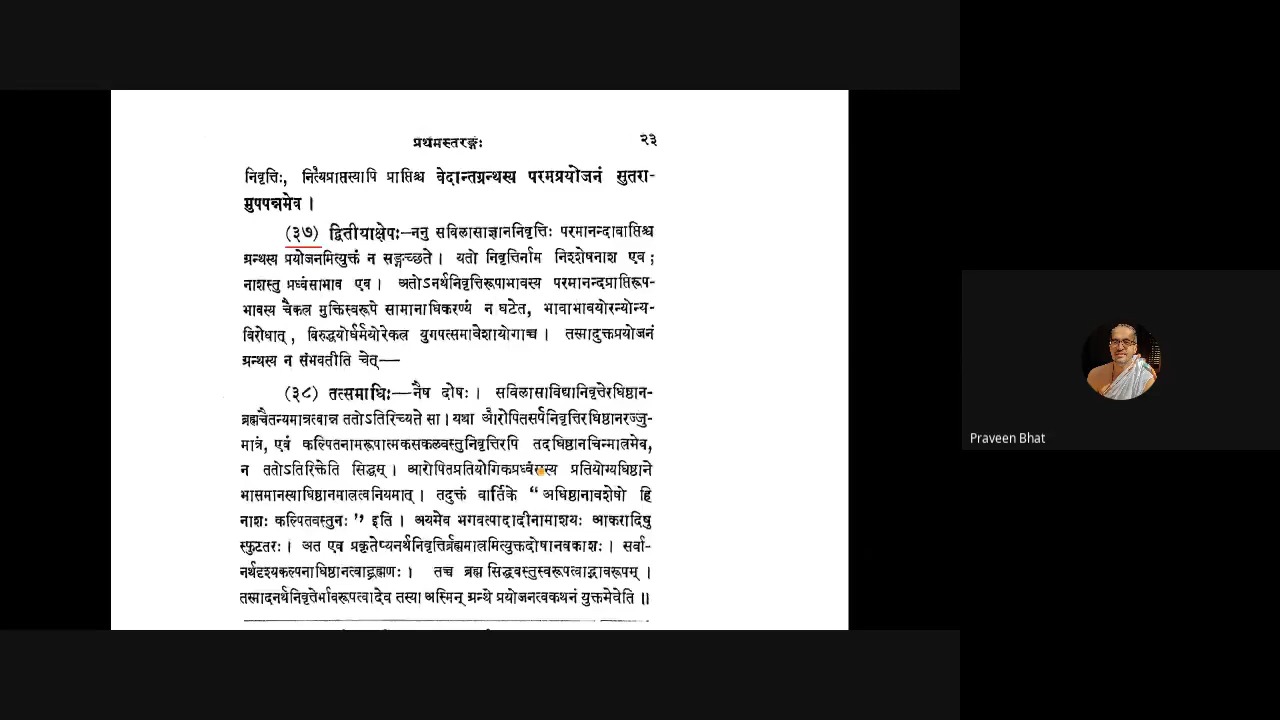 प्रथमस्तरङ्गः २३
निवृत्तिः, नित्यप्राप्तस्यापि प्राप्तिश्च वेदान्तग्रन्थस्य परमप्रयोजनं सुतरा-
मुपपन्नमेव ।
(३७) द्वितीयाक्षेपः—ननु सविलासाज्ञाननिवृत्तिः परमानन्दावाप्तिश्च
ग्रन्थस्य प्रयोजनमित्युक्तं न सङ्गच्छते । यतो निवृत्तिर्नाम निश्शेषनाश एव ;
नाशस्तु प्रध्वंसाभाव एव । अतोऽनर्थनिवृत्तिरूपाभावस्य परमानन्दप्राप्तिरूप-
भावस्य चैकत्र मुक्तिस्वरूपे सामानाधिकरण्यं न घटेत, भावाभावयोरन्योन्य-
विरोधात् , विरुद्धयोर्धर्मयोरेकत्र युगपत्समावेशायोगाच्च । तस्मादुक्तप्रयोजनं
ग्रन्थस्य न संभवतीति चेत्—
(३८) तत्समाधिः—नैष दोषः । सविलासाविद्यानिवृत्तेरधिष्ठान-
ब्रह्मचैतन्यमात्रत्वान्न ततोऽतिरिच्यते सा । यथा आरोपितसर्पनिवृत्तिरधिष्ठानरज्जु-
मात्रं, एवं कल्पितनामरूपात्मकसकलवस्तुनिवृत्तिरपि तदधिष्ठानचिन्मात्रमेव,
न ततोऽतिरिक्तेति सिद्धम् । आरोपितप्रतियोगिकप्रध्वंसस्य प्रतियोग्यधिष्ठाने
भासमानस्याधिष्ठानमात्रत्वनियमात् । तदुक्तं वार्तिके “ अधिष्ठानावशेषो हि
नाशः कल्पितवस्तुनः ” इति । अयमेव भगवत्पादादीनामाशयः आकरादिषु
स्फुटतरः । अत एव प्रकृतेप्यनर्थनिवृत्तिर्ब्रह्ममात्रमित्युक्तदोषानवकाशः । सर्वा-
नर्थदृश्यकल्पनाधिष्ठानत्वाद्ब्रह्मणः । तच्च ब्रह्म सिद्धवस्तुस्वरूपत्वाद्भावरूपम् ।
तस्मादनर्थनिवृत्तेर्भावरूपत्वादेव तस्या अस्मिन् ग्रन्थे प्रयोजनत्वकथनं युक्तमेवेति ॥
Praveen Bhat